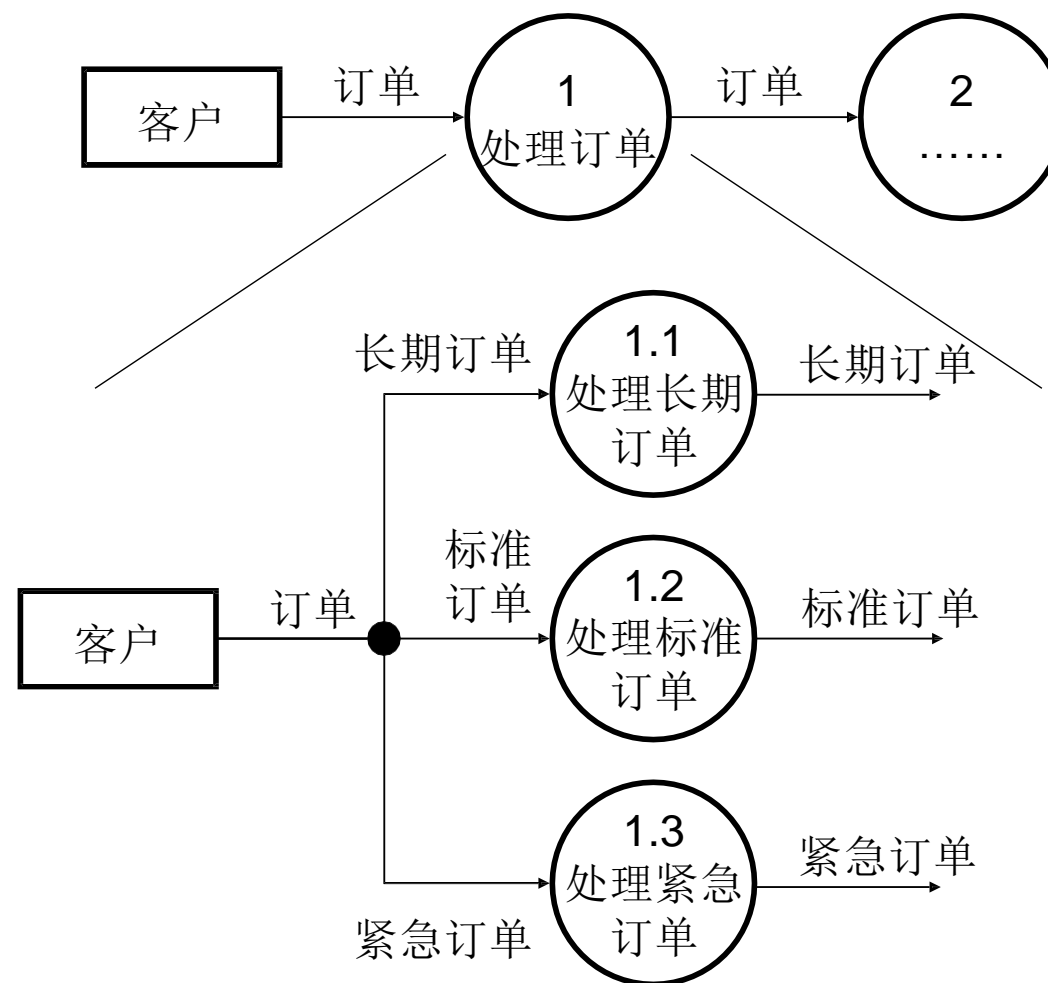 订单
订单
客户
1
处理订单
2
……
长期订单
1.1
处理长期
订单
长期订单
客户
订单
标准
订单
1.2
处理标准
订单
标准订单
紧急订单
1.3
处理紧急
订单
紧急订单